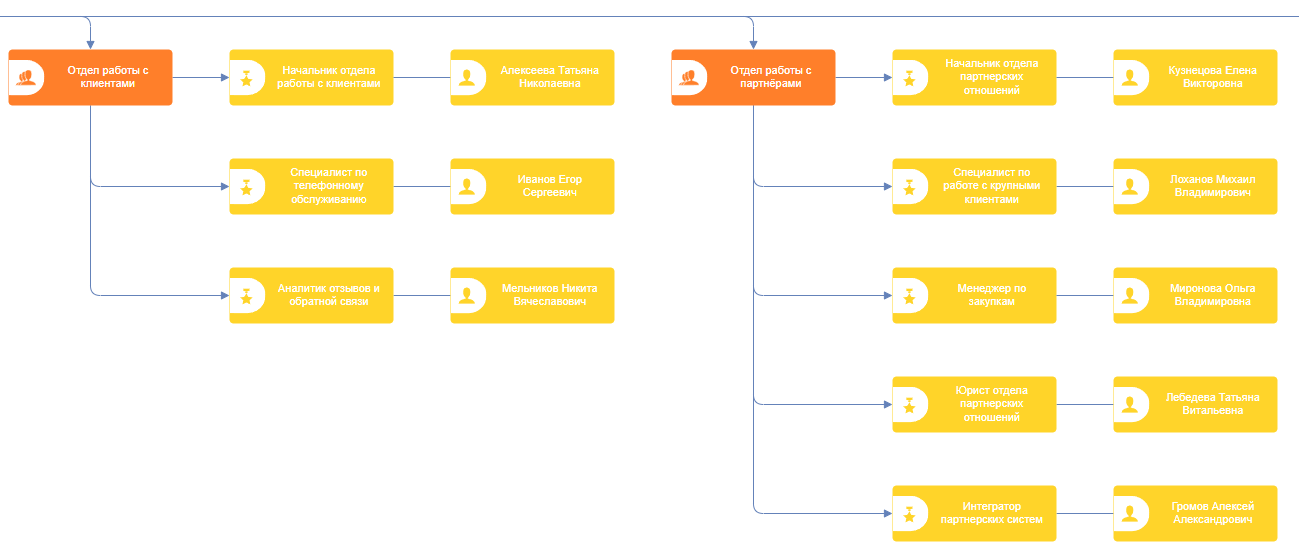 Отдел работы с
клиентами
Начальник отдела
работы с клиентами
Алексеева Татьяна
Николаевна
Специалист по
телефонному
обслуживанию
Иванов Егор
Сергеевич
Аналитик отзывов и
обратной связи
Мельников Никита
Вячеславович
Отдел работы с
партнёрами
Начальник отдела
партнерских
отношений
Кузнецова Елена
Викторовна
Специалист по
работе с крупными
клиентами
Лоханов Михаил
Владимирович
Менеджер по
закупкам
Миронова Ольга
Владимировна
Юрист отдела
партнерских
отношений
Лебедева Татьяна
Витальевна
Интегратор
партнерских систем
Громов Алексей
Александрович